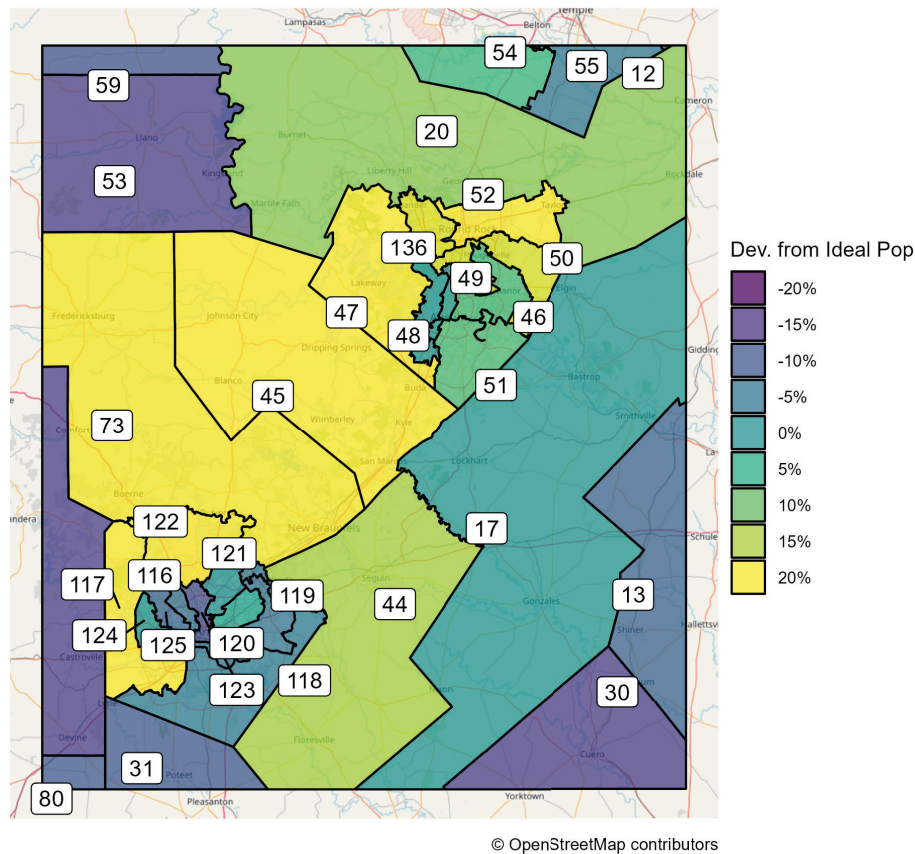 Lampasas
Temple
Belton
54
55
12
59
Cameron
20
Llano
Burnet
53
Liberty Hill
Rockdale
52
Marble Falls
Round Rock
136
50
49
Lakeway
Elgin
47
46
Fredericksburg
Johnson City
48
Dripping Springs
Giddings
51
Bastrop
Blanco
Buda
45
Smithville
Wimberley
Kyle
73
San Marcos
Lockhart
Boerne
122
New Braunfels
17
121
116
Seguin
117
119
13
44
Gonzales
124
125
120
Shiner
Hallettsvi
Castroville
118
123
30
Devine
Floresville
Cuero
31
Poteet
80
Pleasanton
Yorktown
Dev. from Ideal Pop
-20%
-15%
-10%
-5%
0%
5%
10%
15%
20%
© OpenStreetMap contributors